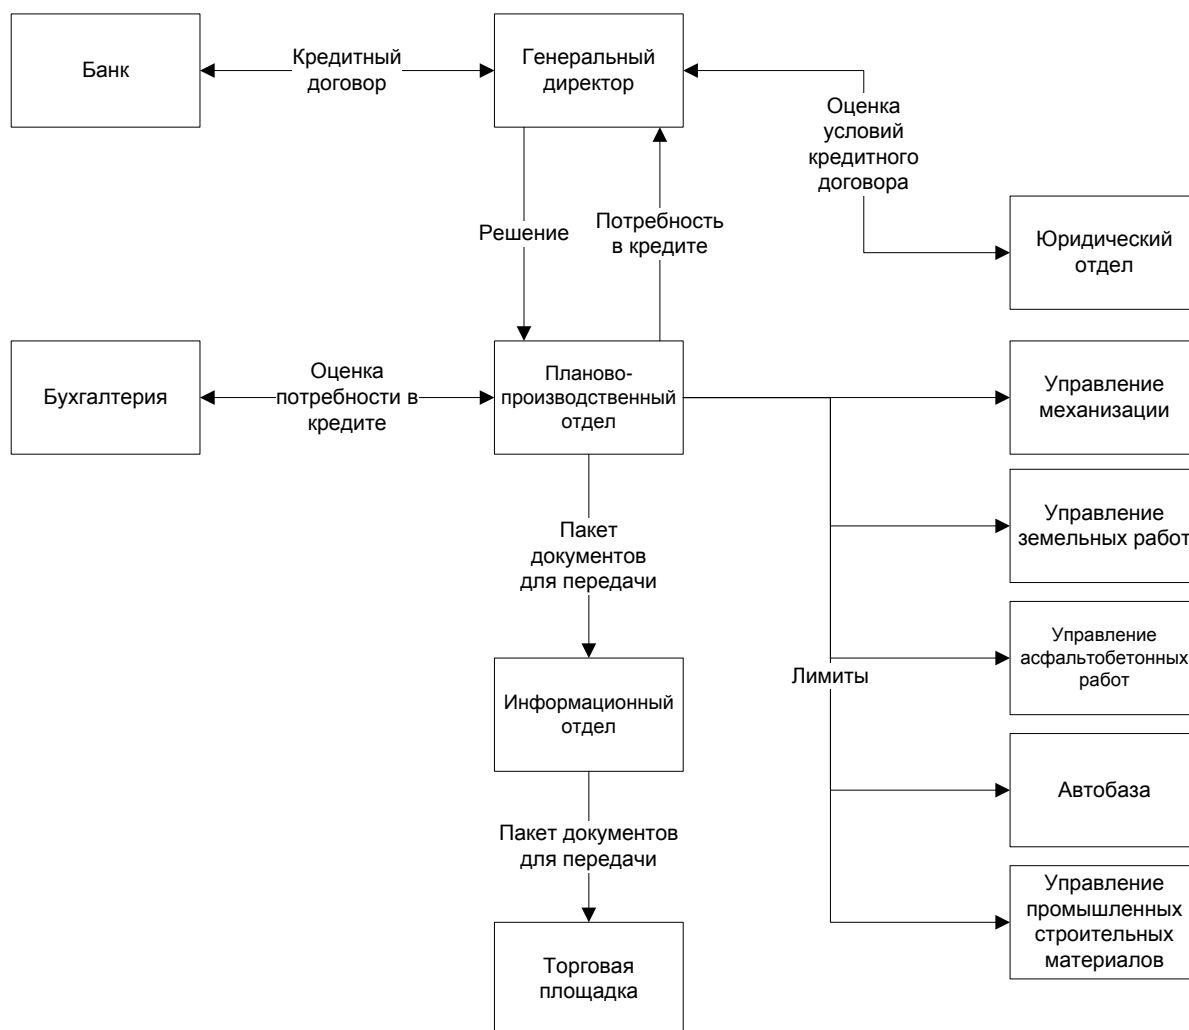 Банк
Кредитный
договор
Генеральный
директор
Оценка
условий
кредитного
договора
Решение
Потребность
в кредите
Юридический
отдел
Бухгалтерия
Оценка
потребности в
кредите
Планово-
производственный
отдел
Управление
механизации
Управление
земельных работ
Пакет
документов
для передачи
Управление
асфальтобетонных
работ
Лимиты
Информационный
отдел
Автобаза
Пакет документов
для передачи
Управление
промышленных
строительных
материалов
Торговая
площадка